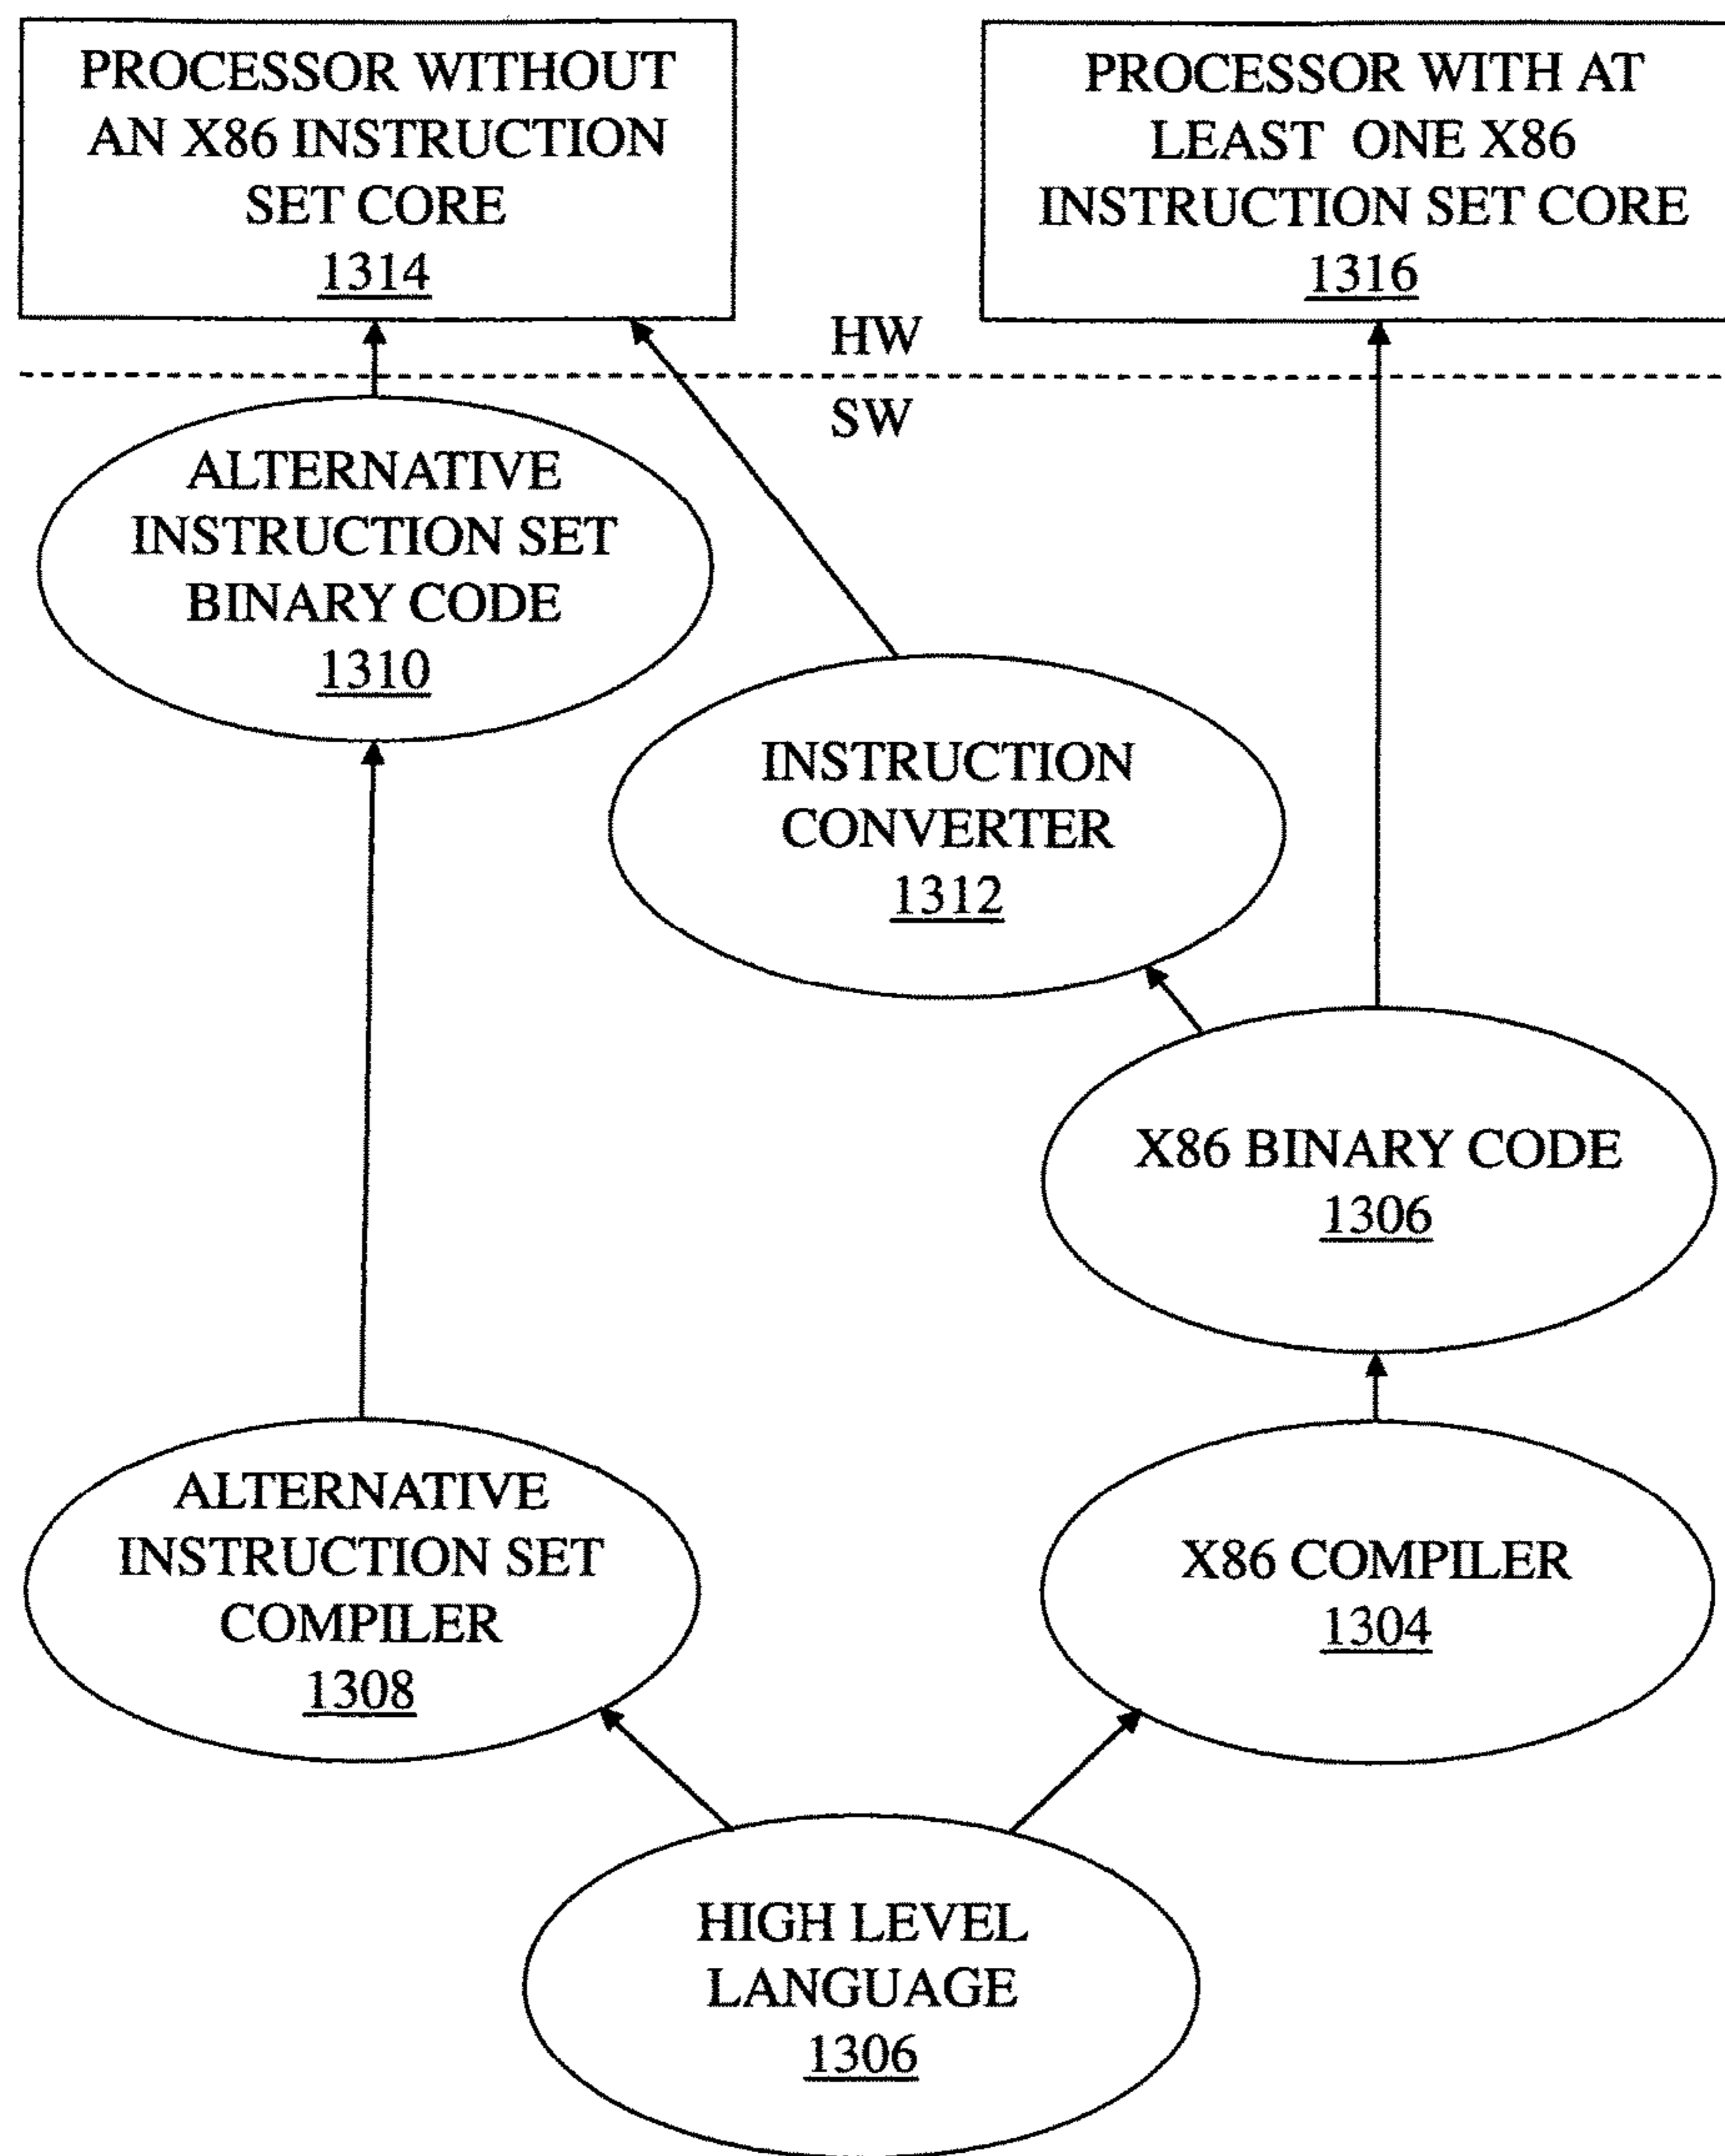 PROCESSOR WITHOUT
AN X86 INSTRUCTION
SET CORE
1314
PROCESSOR WITH AT
LEAST ONE X86
INSTRUCTION SET CORE
1316
HW
SW
ALTERNATIVE
INSTRUCTION SET
BINARY CODE
1310
INSTRUCTION
CONVERTER
1312
X86 BINARY CODE
1306
ALTERNATIVE
INSTRUCTION SET
COMPILER
1308
X86 COMPILER
1304
HIGH LEVEL
LANGUAGE
1306